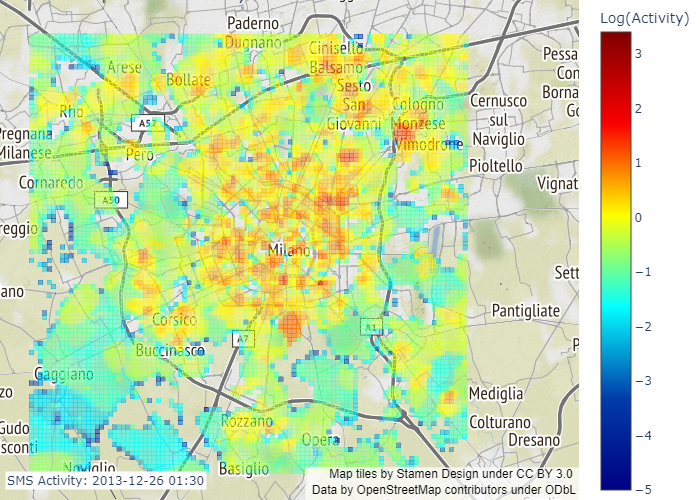 Log(Activity)
3
2
1
0
−1
−2
−3
−4
−5
Paderno
Dugnano
Cinisello
Balsamo
Arese
Bollate
Sesto
San
Giovanni
Cologno
Monzese
Vimodrone
Cernusco
sul
Naviglio
Pioltello
Pessa
Con
Borna
Go
Rho
A52
Pregnana
Milanese
Pero
Cornaredo
A50
Vignat
reggio
Milano
Sett
ano
Pantigliate
Corsico
A7
A1
Buccinasco
P
Gaggiano
zo
Mediglia
Gudo
sconti
Rozzano
Opera
Colturano
Dresano
Noviglio
Basiglio
SMS Activity: 2013-12-26 01:30
Map tiles by Stamen Design under CC BY 3.0
Data by OpenStreetMap contributors under ODbL